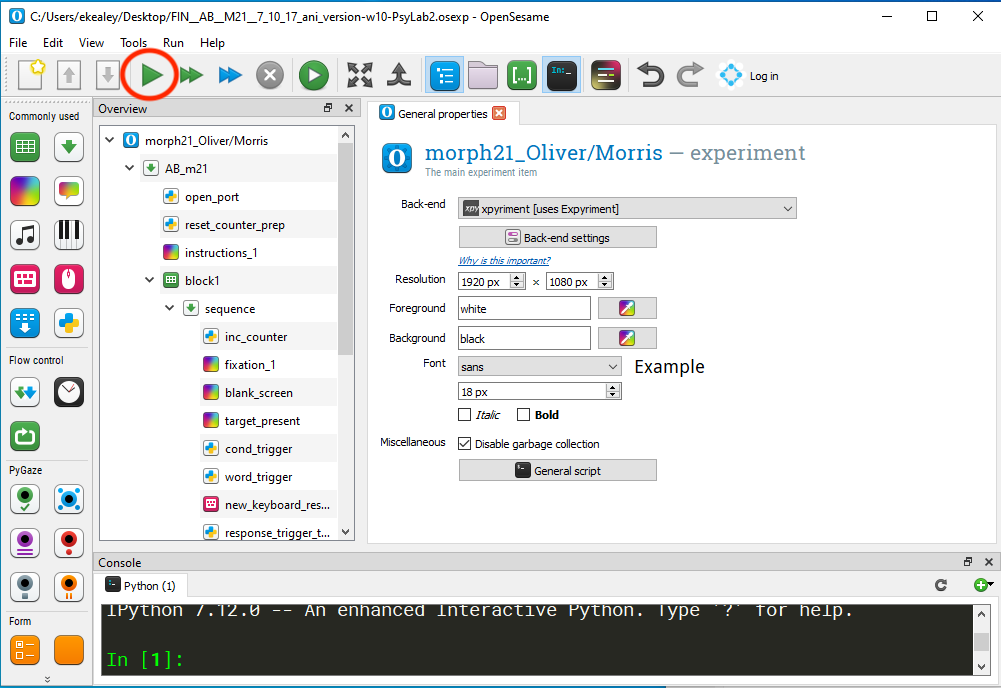 C:/Users/ekealey/Desktop/FIN__AB__M21__7_10_17_ani_version-w10-PsyLab2.osexp - OpenSesame
File Edit View Tools Run Help
Log in
Commonly used
Flow control
PyGaze
Form
Overview
morph21_Oliver/Morris
AB_m21
open_port
reset_counter_prep
instructions_1
block1
sequence
inc_counter
fixation_1
blank_screen
target_present
cond_trigger
word_trigger
new_keyboard_res...
response_trigger_t...
General properties
morph21_Oliver/Morris — experiment
The main experiment item
Back-end xpy xpyriment [uses Expyriment]
Back-end settings
Why is this important?
Resolution 1920 px x 1080 px
Foreground white
Background black
Font sans Example
18 px
Italic Bold
Miscellaneous Disable garbage collection
General script
Console
Python (1)
IPython 7.12.0 -- An enhanced Interactive Python. Type '?' for help.
In [1]: